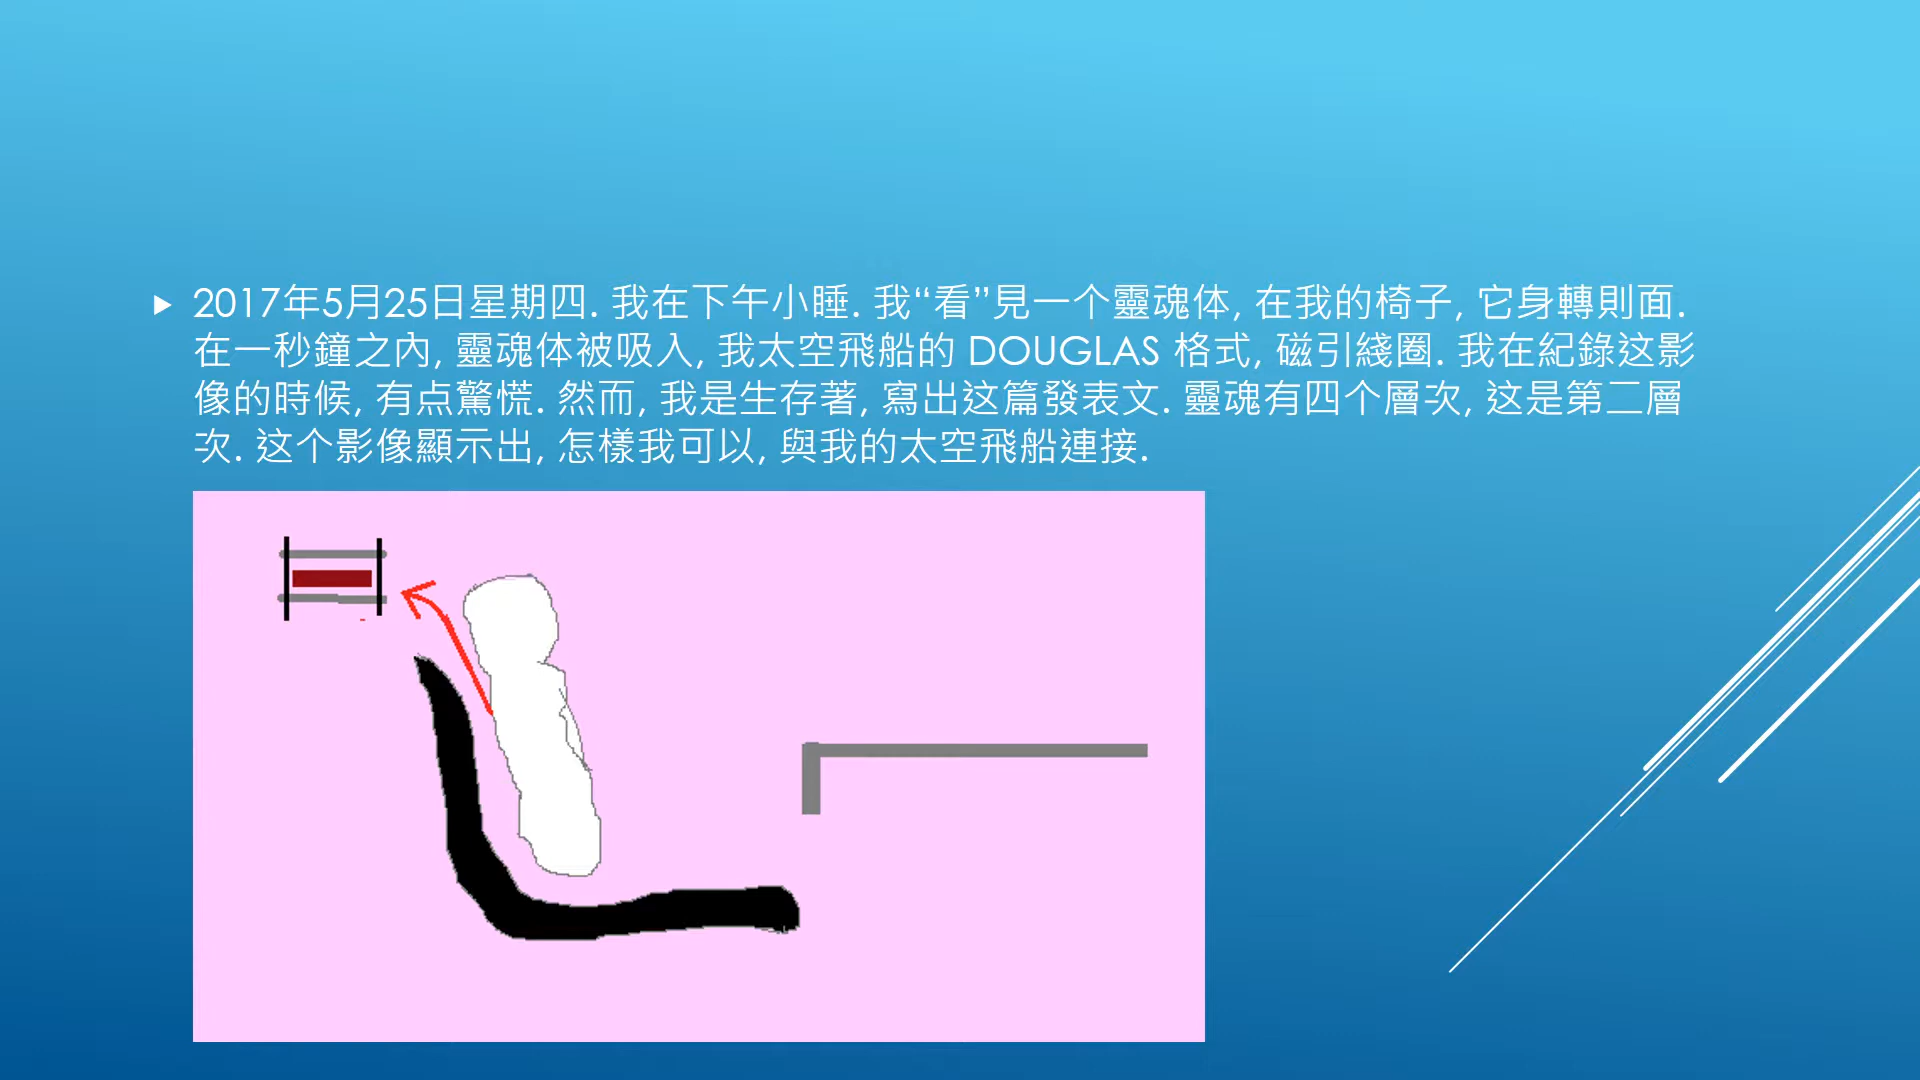 2017年5月25日星期四. 我在下午小睡. 我“看”見一个靈魂体, 在我的椅子, 它身轉則面.
在一秒鐘之內, 靈魂体被吸入, 我太空飛船的 DOUGLAS 格式, 磁引綫圈. 我在紀錄这影
像的時候, 有点驚慌. 然而, 我是生存著, 寫出这篇發表文. 靈魂有四个層次, 这是第二層
次. 这个影像顯示出, 怎樣我可以, 與我的太空飛船連接.